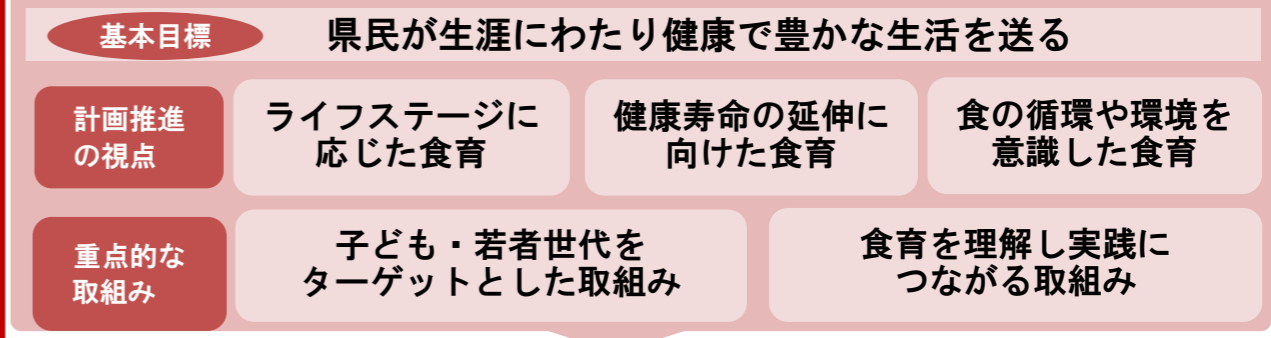 基本目標
県民が生涯にわたり健康で豊かな生活を送る
計画推進
の視点
ライフステージに
応じた食育
健康寿命の延伸に
向けた食育
食の循環や環境を
意識した食育
重点的な
取組み
子ども・若者世代を
ターゲットとした取組み
食育を理解し実践に
つながる取組み